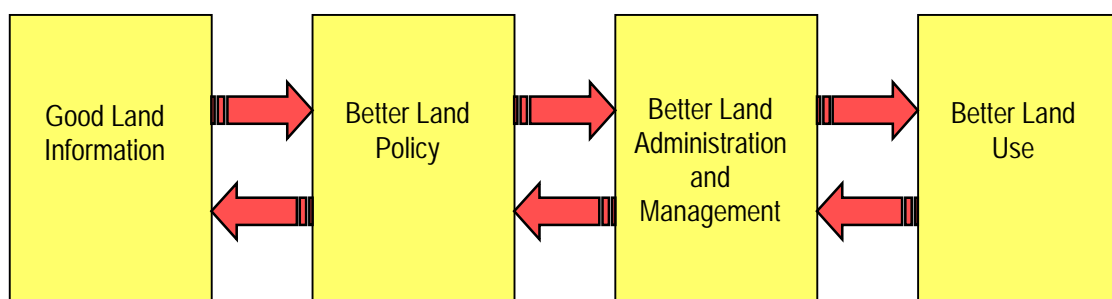 Good Land
Information
Better Land
Policy
Better Land
Administration
and
Management
Better Land
Use